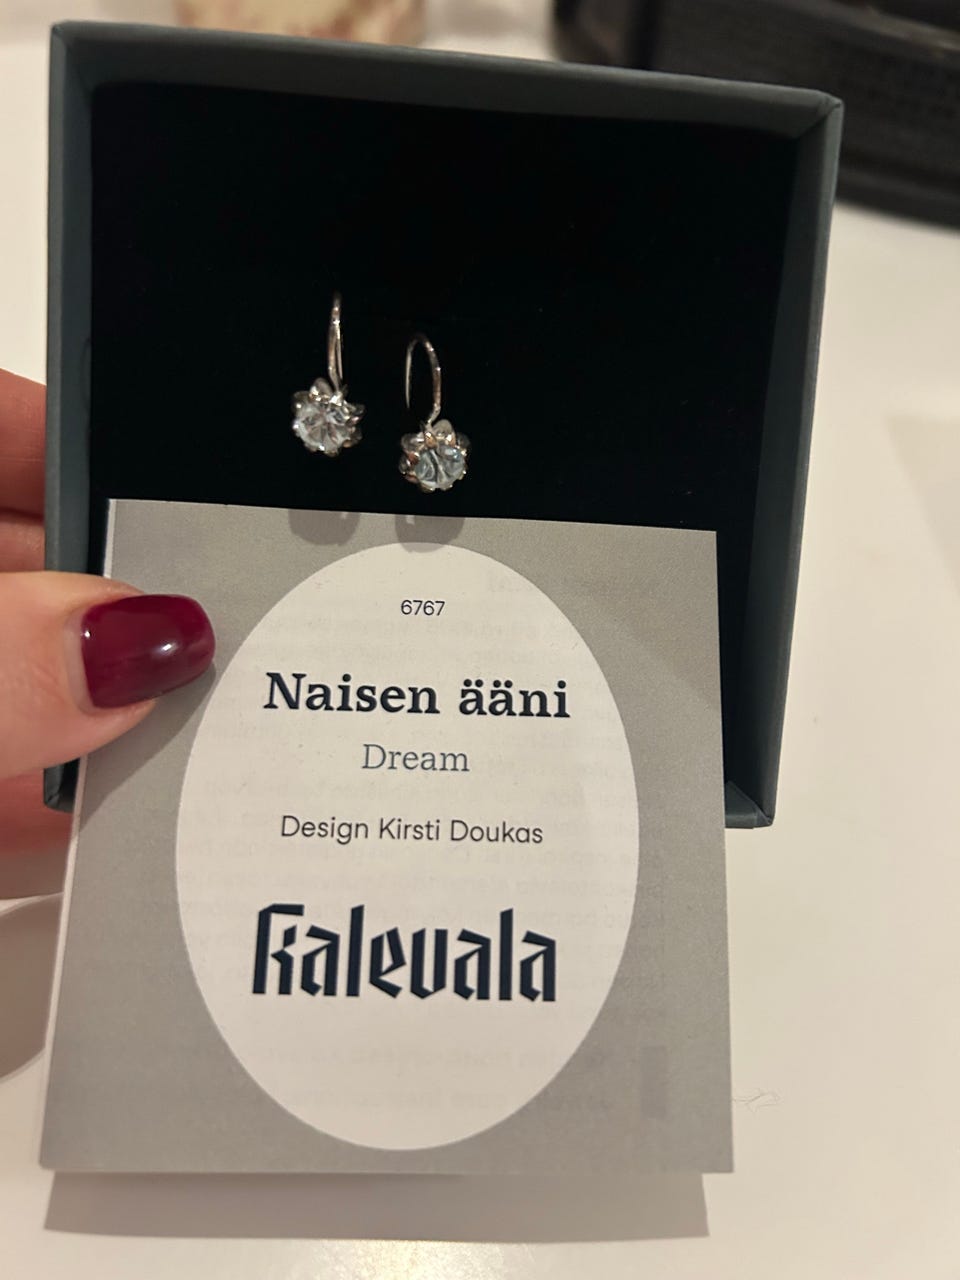 6767
Naisen ääni
Dream
Design Kirsti Doukas
Kalevala